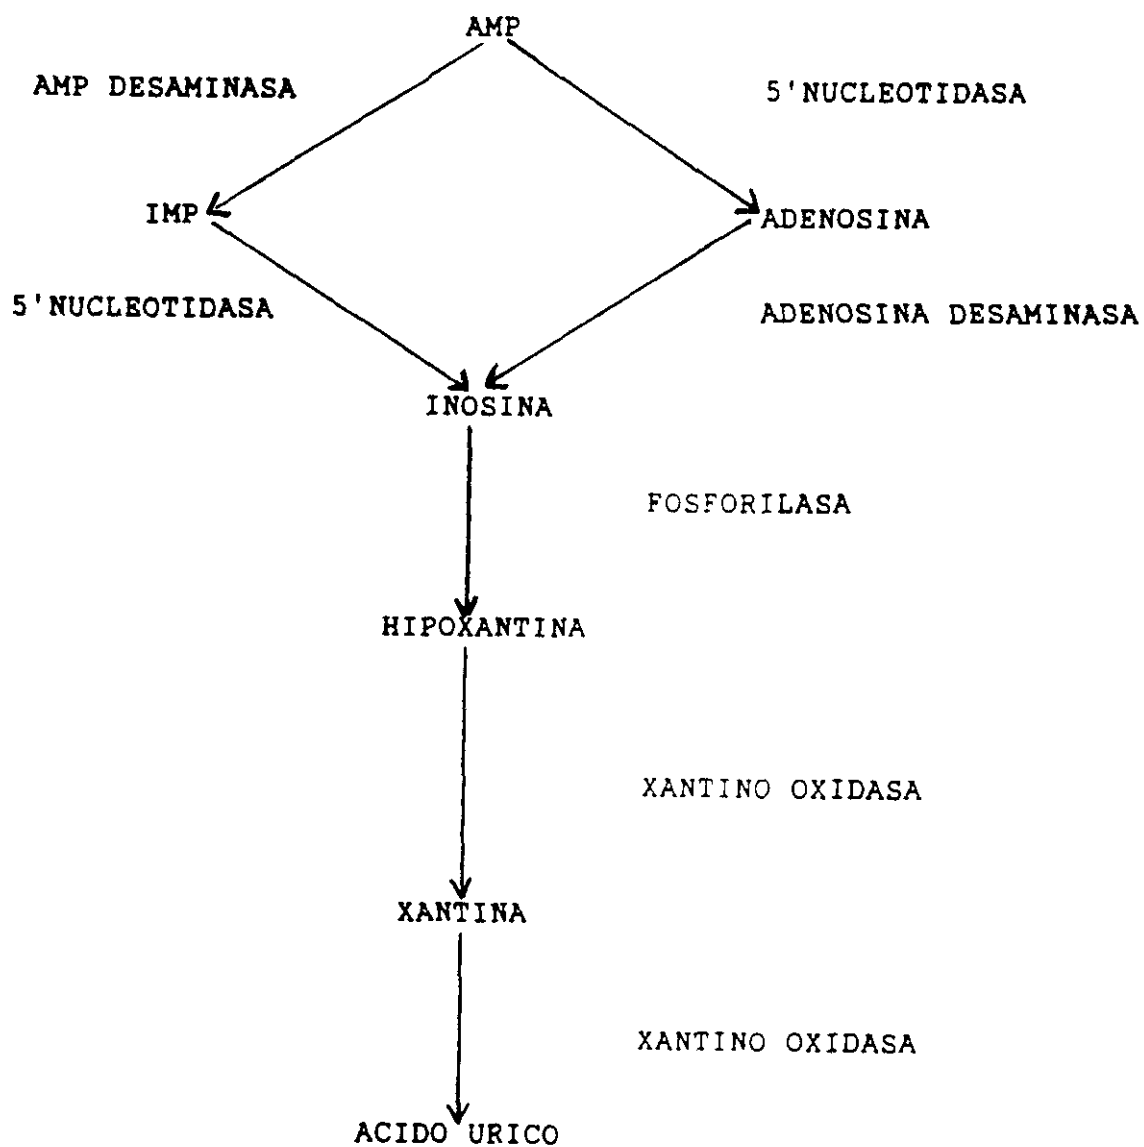 AMP
AMP DESAMINASA
5'NUCLEOTIDASA
IMP
ADENOSINA
5'NUCLEOTIDASA
ADENOSINA DESAMINASA
INOSINA
FOSFORILASA
HIPOXANTINA
XANTINO OXIDASA
XANTINA
XANTINO OXIDASA
ACIDO URICO